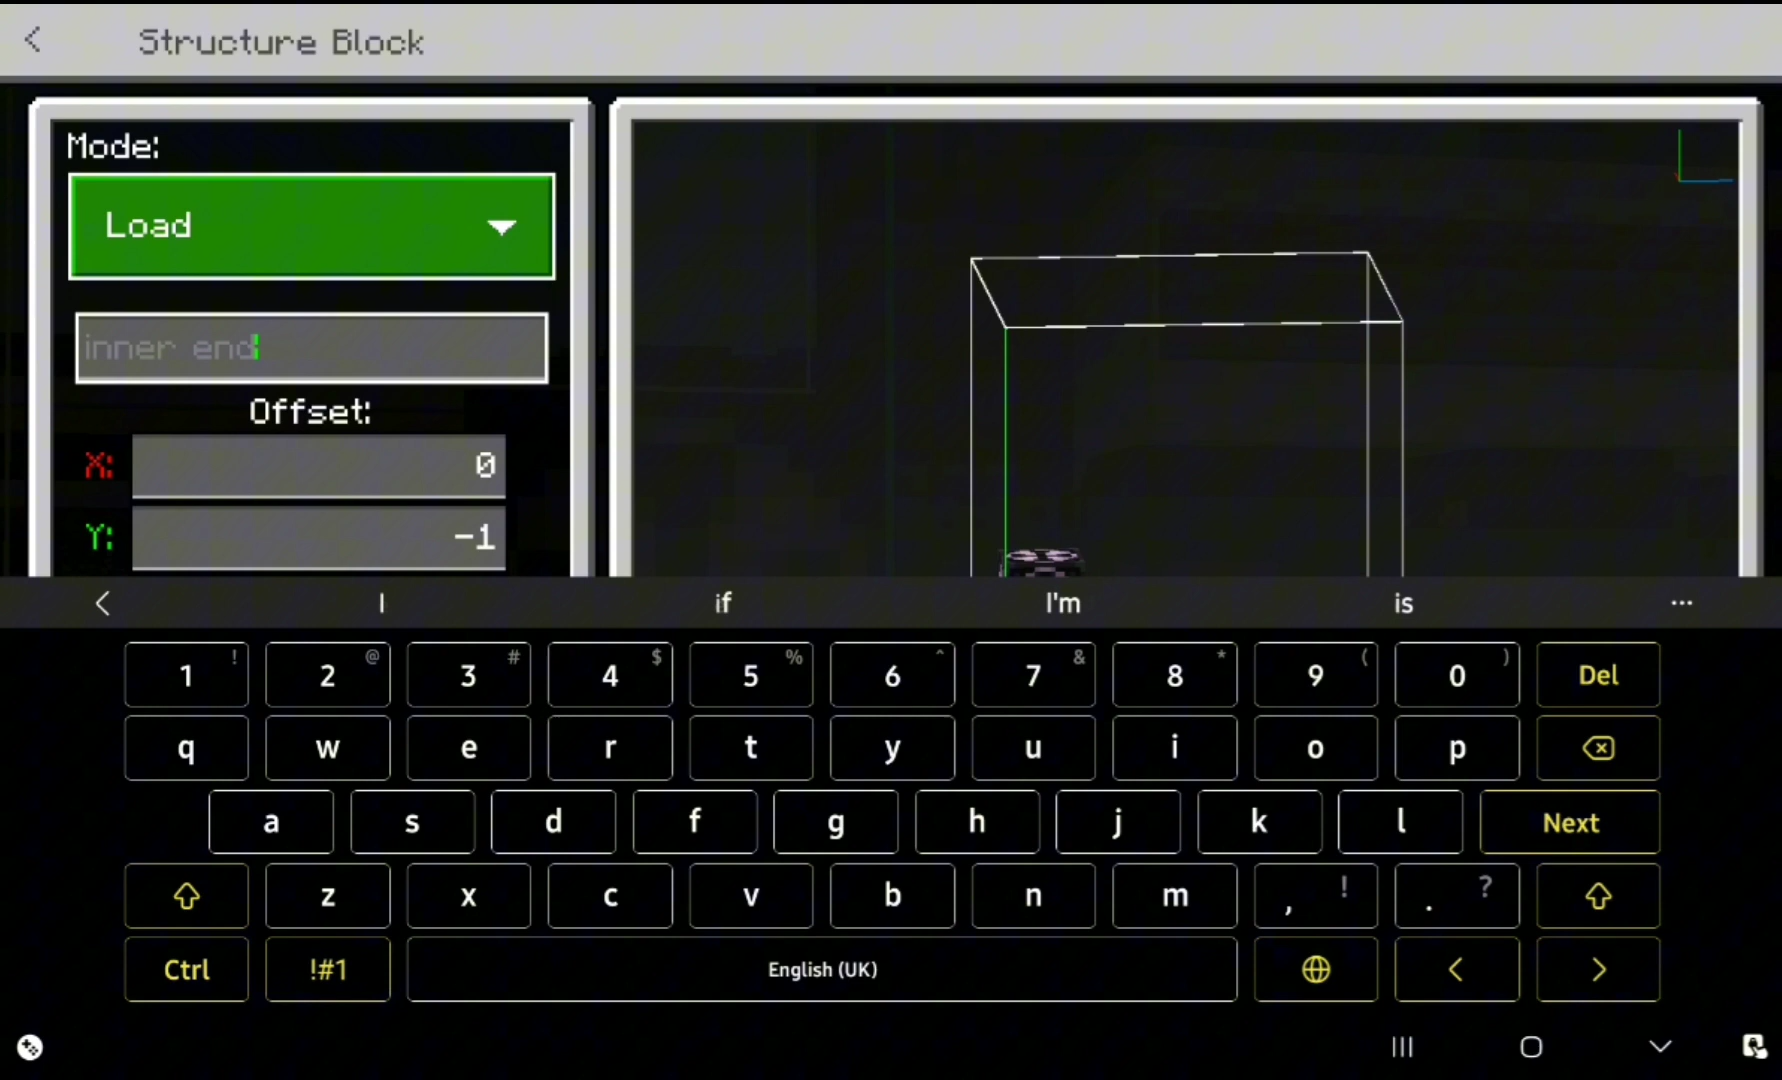 Structure Block
Mode:
Load
inner end
Offset:
X: 0
Y: -1
I if I'm is ...
1 ! 2 @ 3 # 4 $ 5 % 6 ^ 7 & 8 * 9 ( 0 ) Del
q w e r t y u i o p
a s d f g h j k l Next
z x c v b n m , ! . ?
Ctrl !#1 English (UK) < >